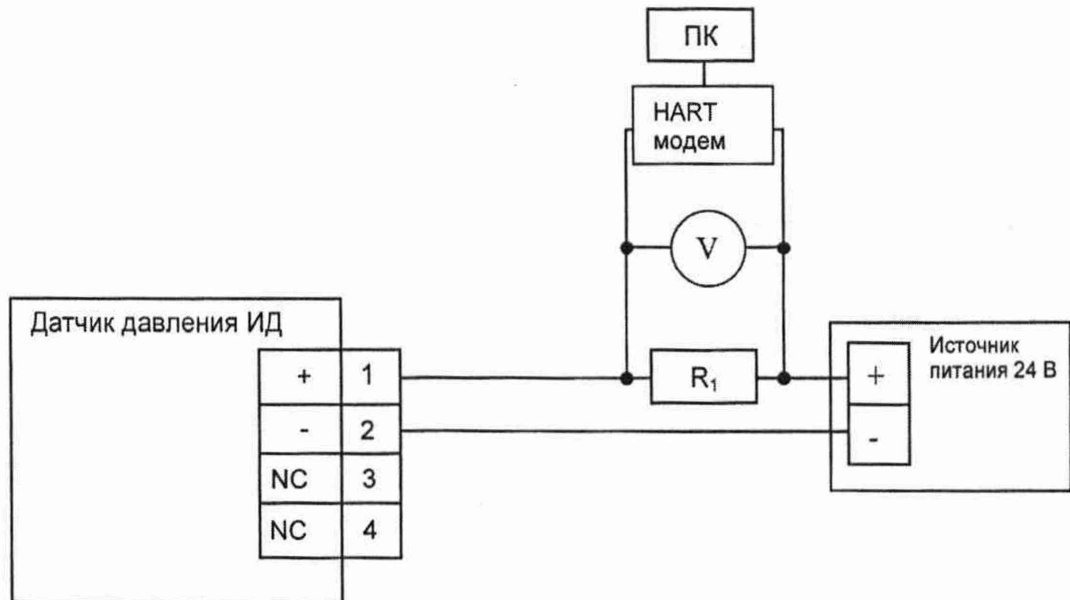 ПК
HART
модем
V
Датчик давления ИД
+ 1
- 2
NC 3
NC 4
R₁
+
-
Источник
питания 24 В